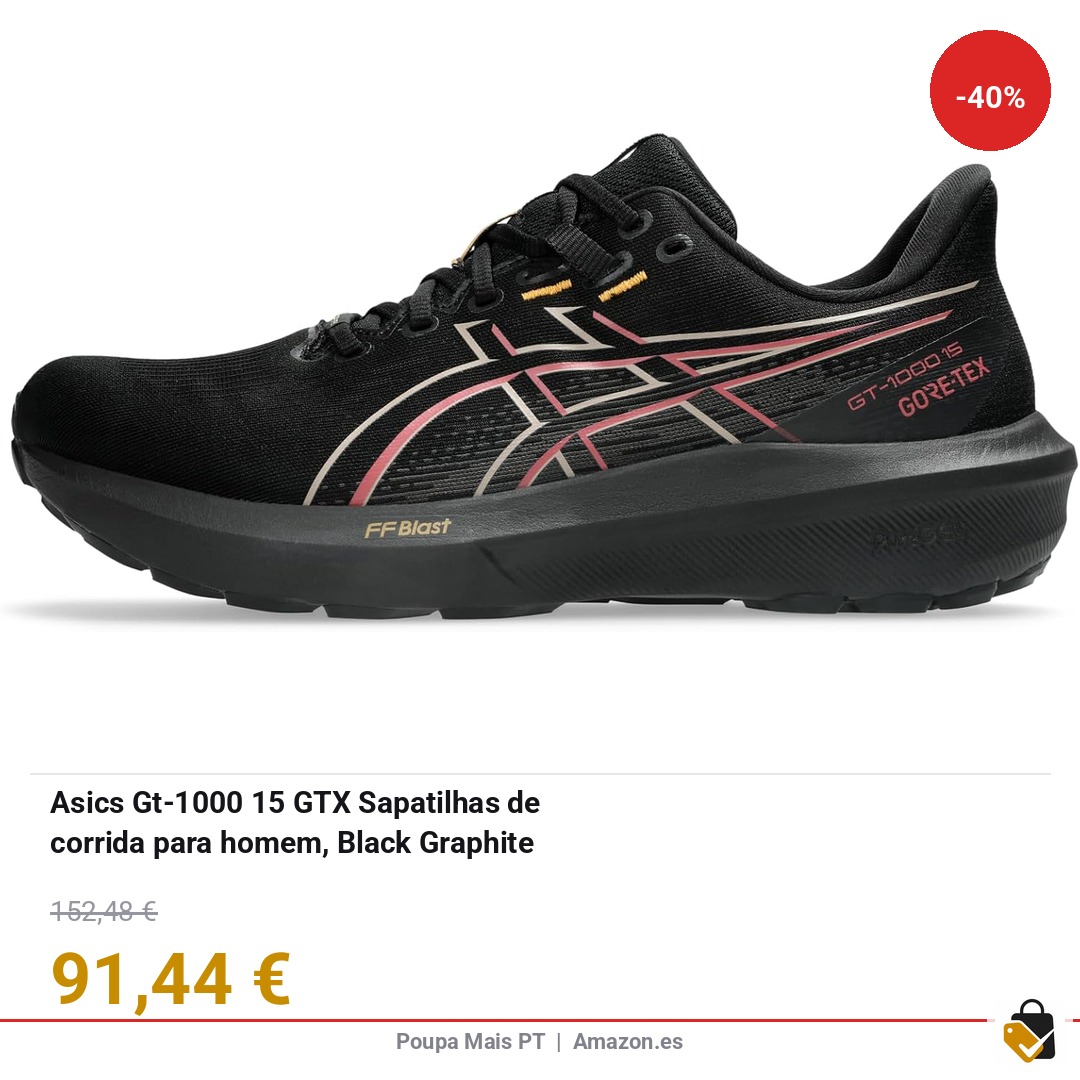 -40%
GT-1000 15
GORE-TEX
FF Blast
Asics Gt-1000 15 GTX Sapatilhas de
corrida para homem, Black Graphite
152,48 €
91,44 €
Poupa Mais PT | Amazon.es